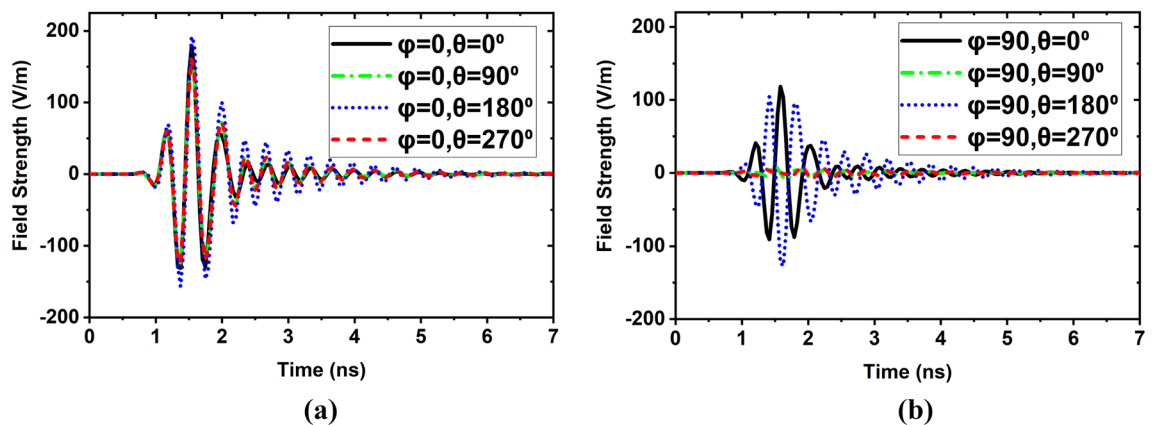 Field Strength (V/m)
200
100
0
-100
-200
φ=0,θ=0º
φ=0,θ=90º
φ=0,θ=180º
φ=0,θ=270º
0 1 2 3 4 5 6 7
Time (ns)
(a)
Field Strength (V/m)
200
100
0
-100
-200
φ=90,θ=0º
φ=90,θ=90º
φ=90,θ=180º
φ=90,θ=270º
0 1 2 3 4 5 6 7
Time (ns)
(b)